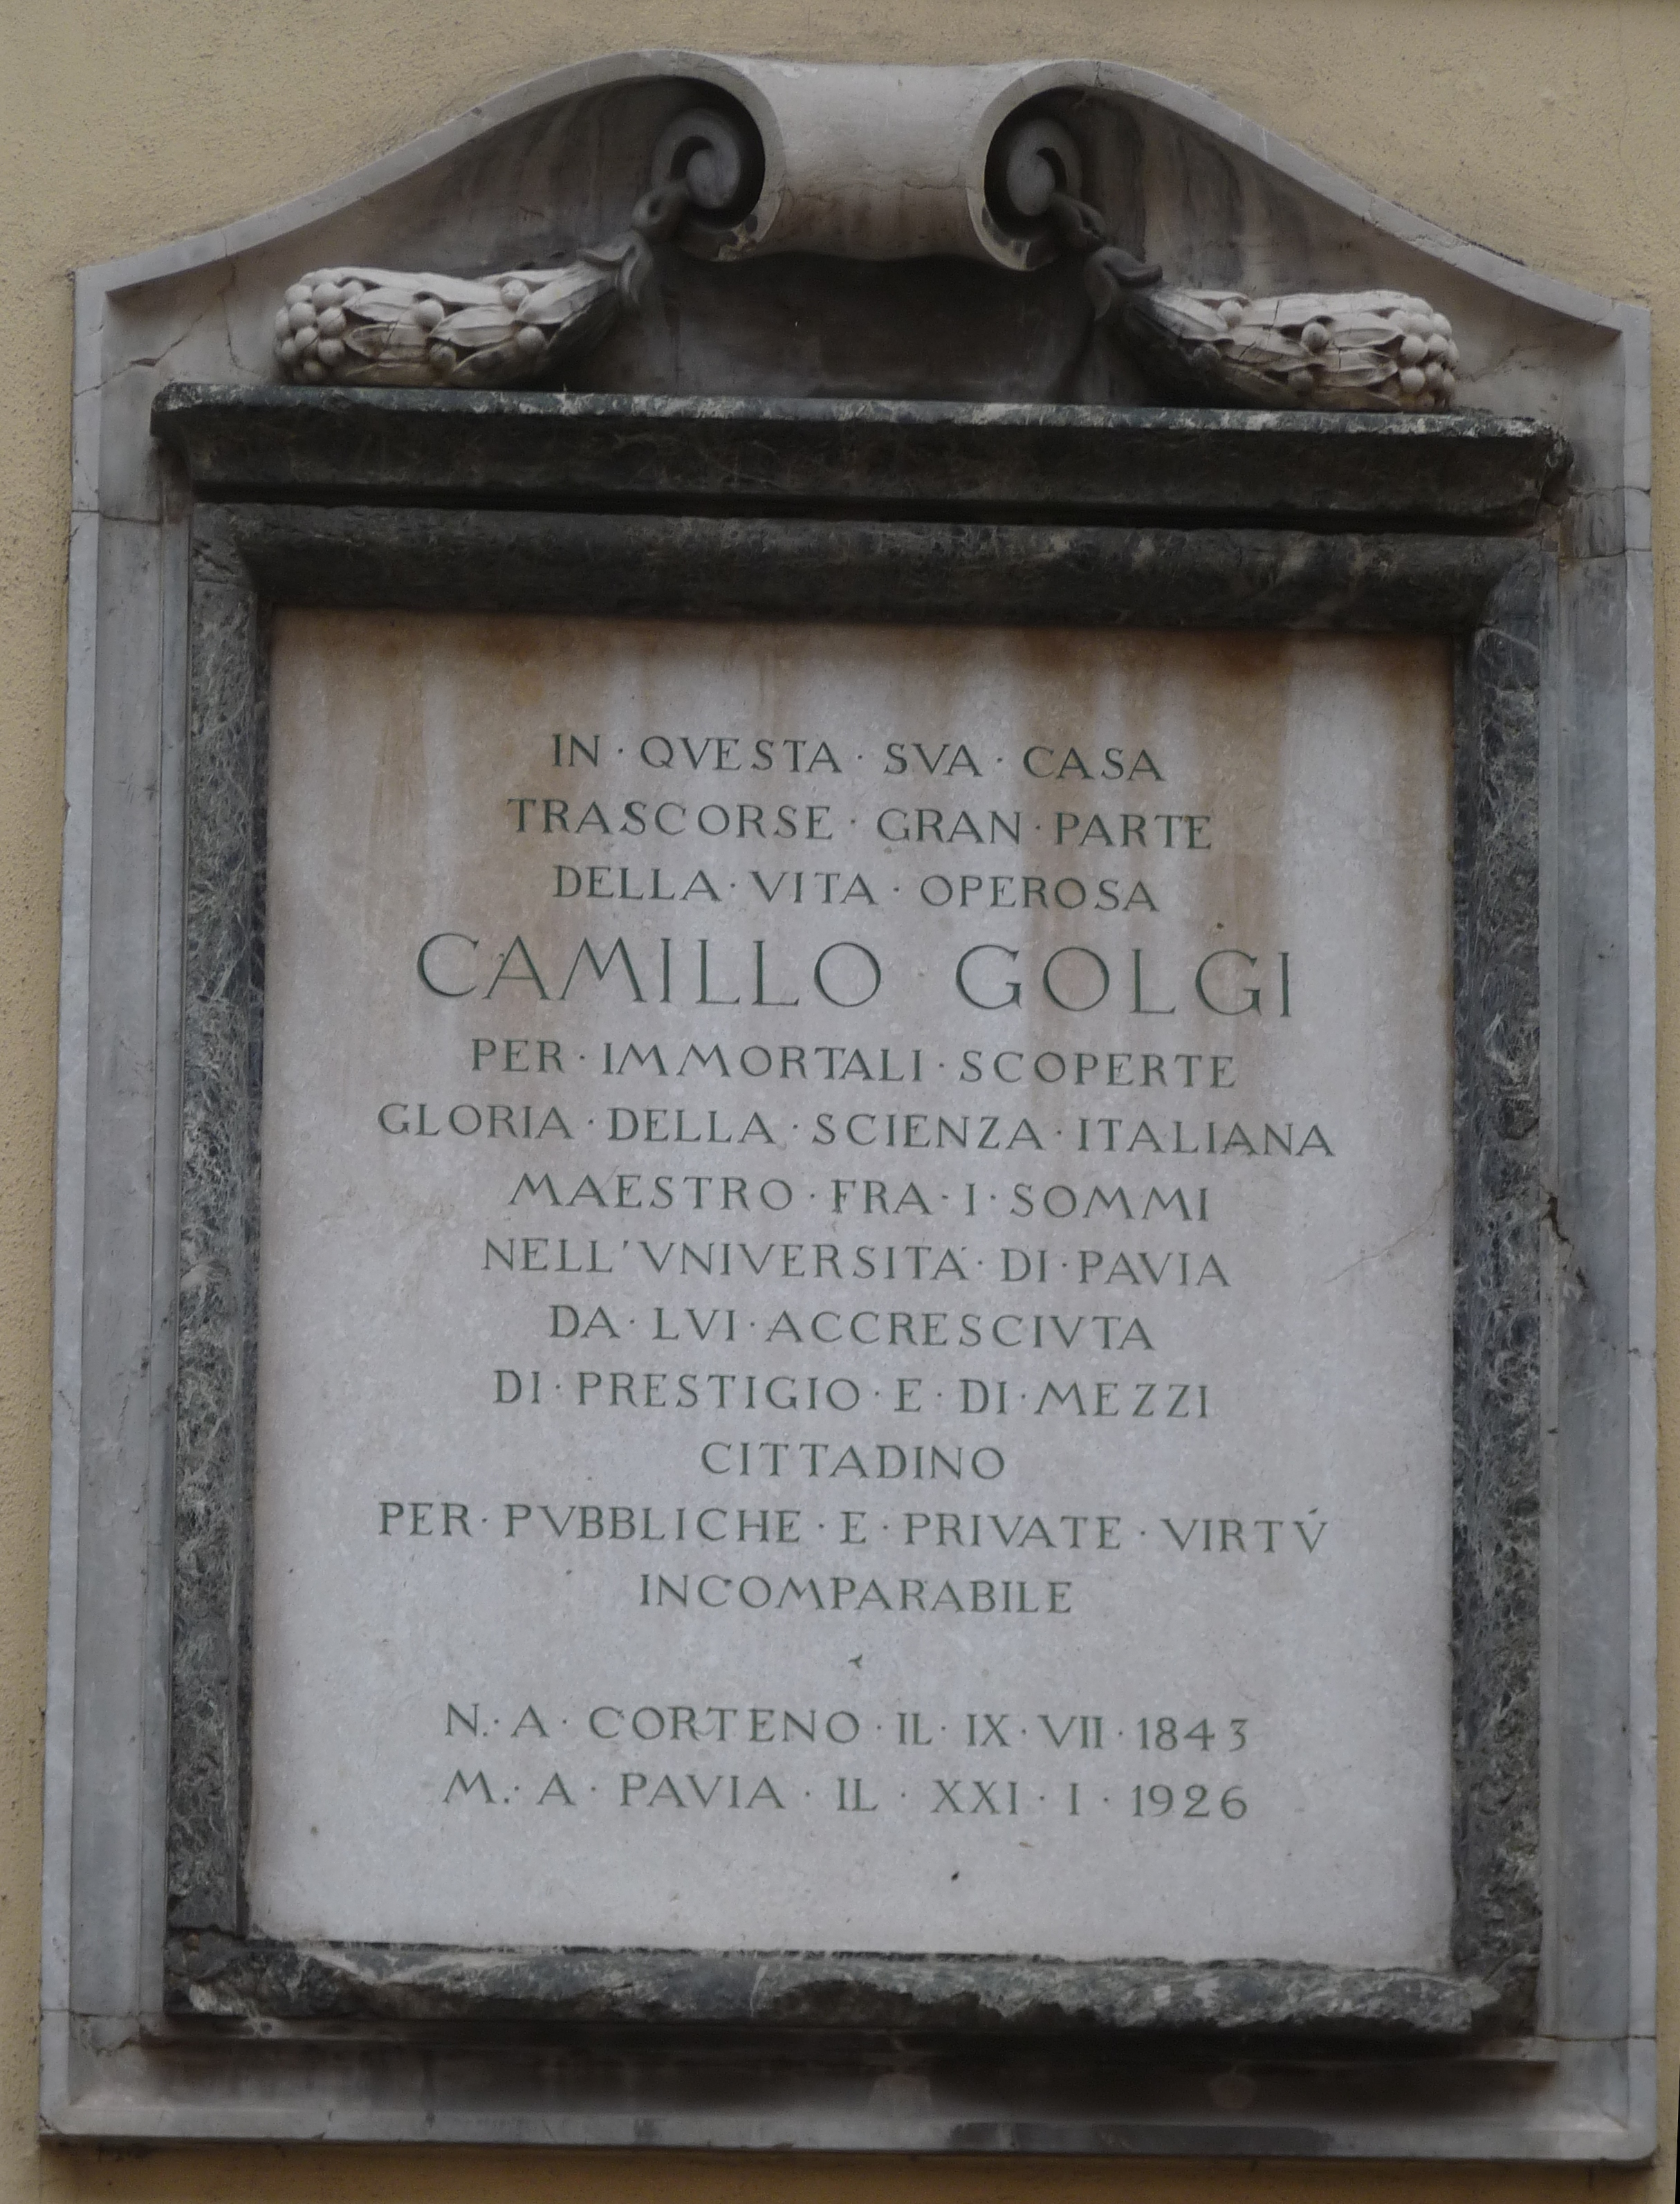 IN · QVESTA · SVA · CASA
TRASCORSE · GRAN · PARTE
DELLA · VITA · OPEROSA
CAMILLO GOLGI
PER · IMMORTALI · SCOPERTE
GLORIA · DELLA · SCIENZA · ITALIANA
MAESTRO · FRA · I · SOMMI
NELL'VNIVERSITÀ · DI · PAVIA
DA · LVI · ACCRESCIVTA
DI · PRESTIGIO · E · DI · MEZZI
CITTADINO
PER · PVBBLICHE · E · PRIVATE · VIRTV́
INCOMPARABILE
N. · A · CORTENO · IL · IX · VII · 1843
M. · A · PAVIA · IL · XXI · I · 1926